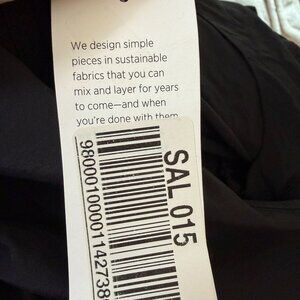 We design simple
pieces in sustainable
fabrics that you can
mix and layer for years
to come—and when
you're done with them
SAL 015